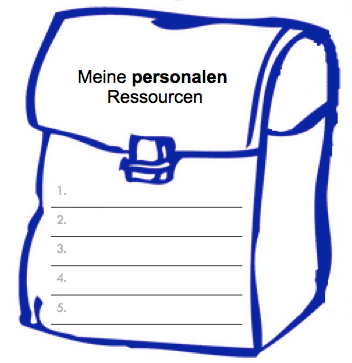 Meine personalen
Ressourcen
1.
2.
3.
4.
5.